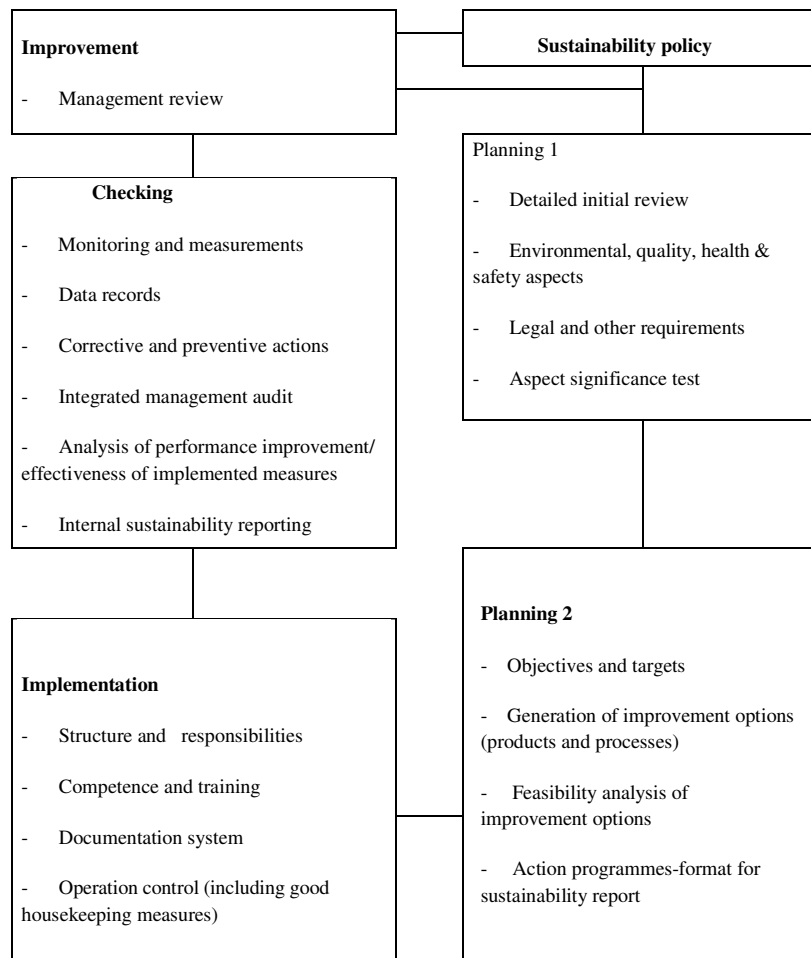 Improvement
- Management review
Sustainability policy
Planning 1
- Detailed initial review
- Environmental, quality, health &
safety aspects
- Legal and other requirements
- Aspect significance test
Checking
- Monitoring and measurements
- Data records
- Corrective and preventive actions
- Integrated management audit
- Analysis of performance improvement/
effectiveness of implemented measures
- Internal sustainability reporting
Planning 2
- Objectives and targets
- Generation of improvement options
(products and processes)
- Feasibility analysis of
improvement options
- Action programmes-format for
sustainability report
Implementation
- Structure and responsibilities
- Competence and training
- Documentation system
- Operation control (including good
housekeeping measures)